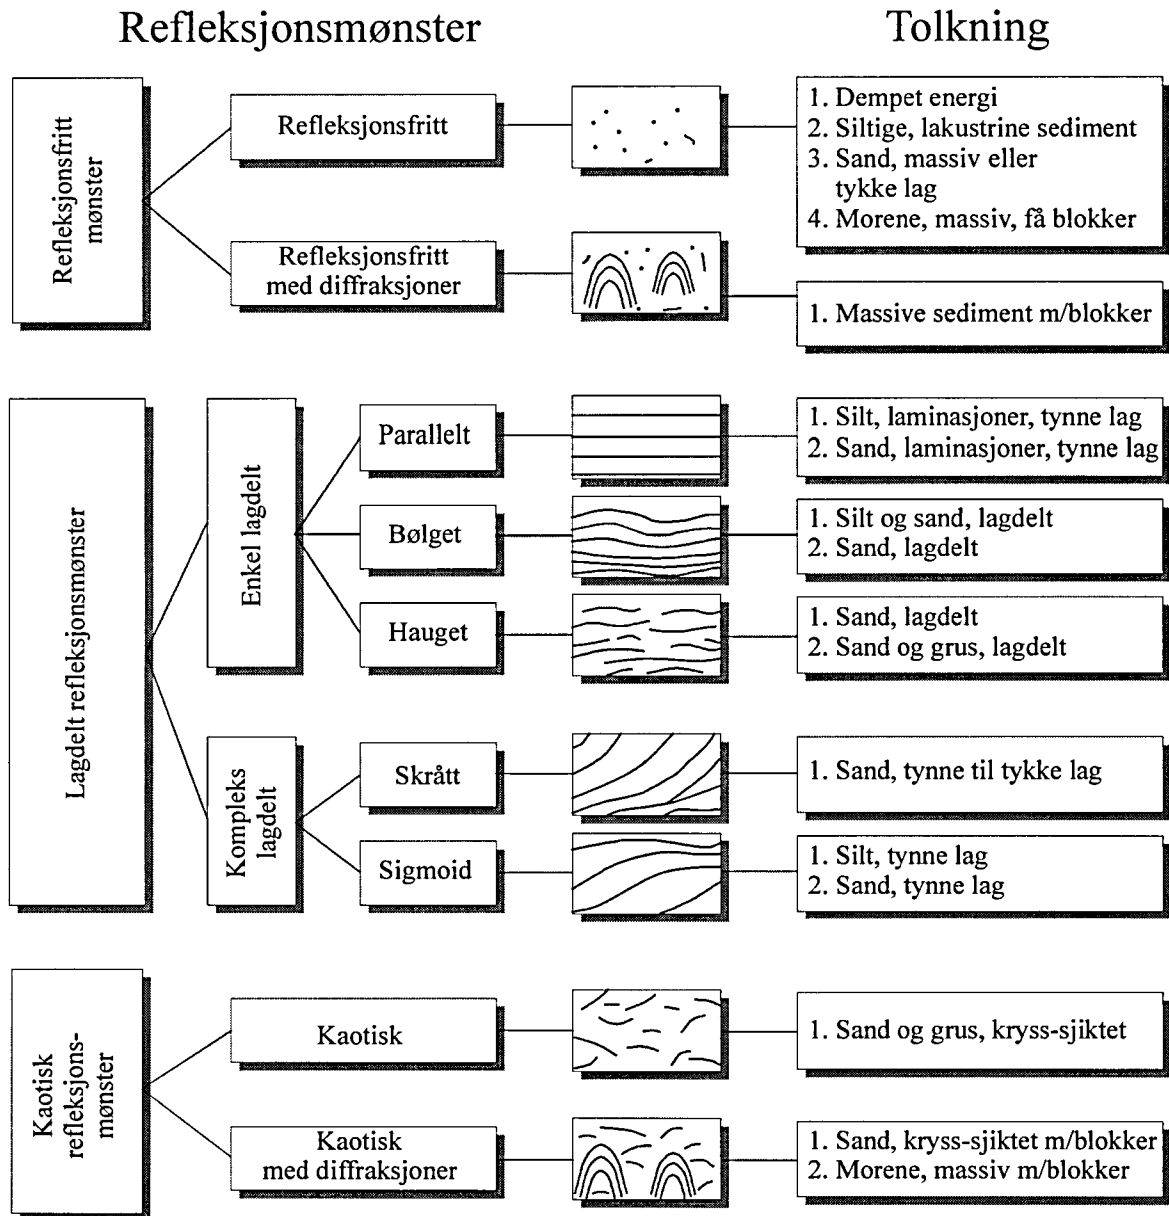 Refleksjonsmønster
Tolkning
Refleksjonsfritt
mønster
Refleksjonsfritt
1. Dempet energi
2. Siltige, lakustrine sediment
3. Sand, massiv eller
tykke lag
4. Morene, massiv, få blokker
Refleksjonsfritt
med diffraksjoner
1. Massive sediment m/blokker
Lagdelt refleksjonsmønster
Enkel lagdelt
Parallelt
1. Silt, laminasjoner, tynne lag
2. Sand, laminasjoner, tynne lag
Bølget
1. Silt og sand, lagdelt
2. Sand, lagdelt
Hauget
1. Sand, lagdelt
2. Sand og grus, lagdelt
Kompleks
lagdelt
Skrått
1. Sand, tynne til tykke lag
Sigmoid
1. Silt, tynne lag
2. Sand, tynne lag
Kaotisk
refleksjons-
mønster
Kaotisk
1. Sand og grus, kryss-sjiktet
Kaotisk
med diffraksjoner
1. Sand, kryss-sjiktet m/blokker
2. Morene, massiv m/blokker